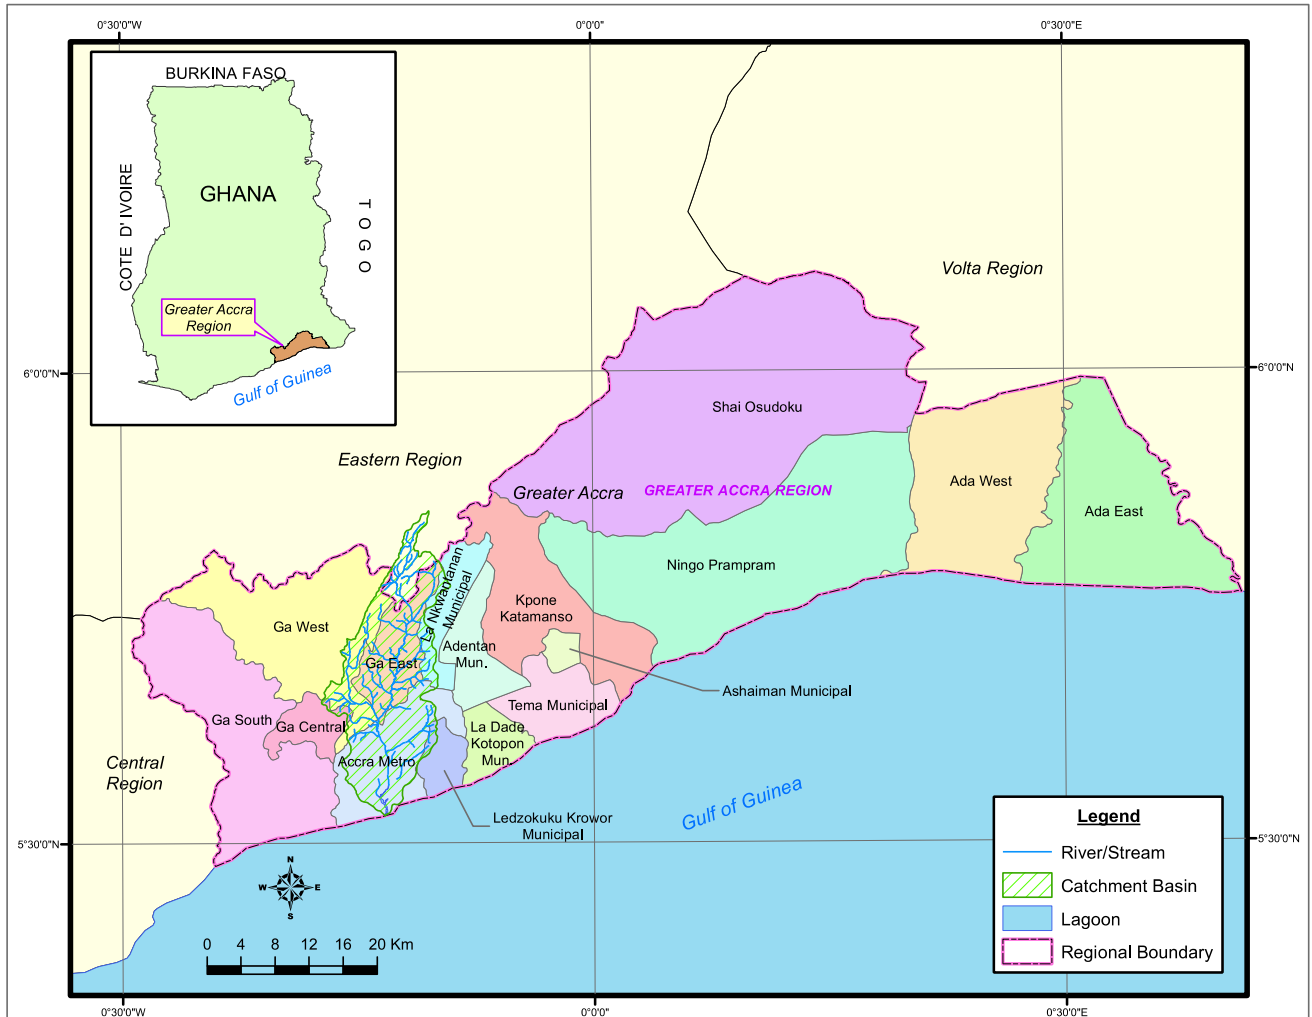 0°30'0"W
0°0'0"
0°30'0"E
BURKINA FASO
COTE D' IVOIRE
GHANA
TOGO
Greater Accra
Region
Gulf of Guinea
Volta Region
6°0'0"N
6°0'0"N
Shai Osudoku
Eastern Region
Greater Accra
GREATER ACCRA REGION
Ada West
Ada East
Ningo Prampram
La Nkwantanan
Municipal
Kpone
Katamanso
Ga West
Adentan
Mun.
Ga East
Ashaiman Municipal
Tema Municipal
Ga South
Ga Central
La Dade
Kotopon
Mun.
Accra Metro
Central
Region
Gulf of Guinea
Ledzokuku Krowor
Municipal
5°30'0"N
5°30'0"N
Legend
River/Stream
Catchment Basin
Lagoon
Regional Boundary
N
W
E
S
0 4 8 12 16 20 Km
0°30'0"W
0°0'0"
0°30'0"E